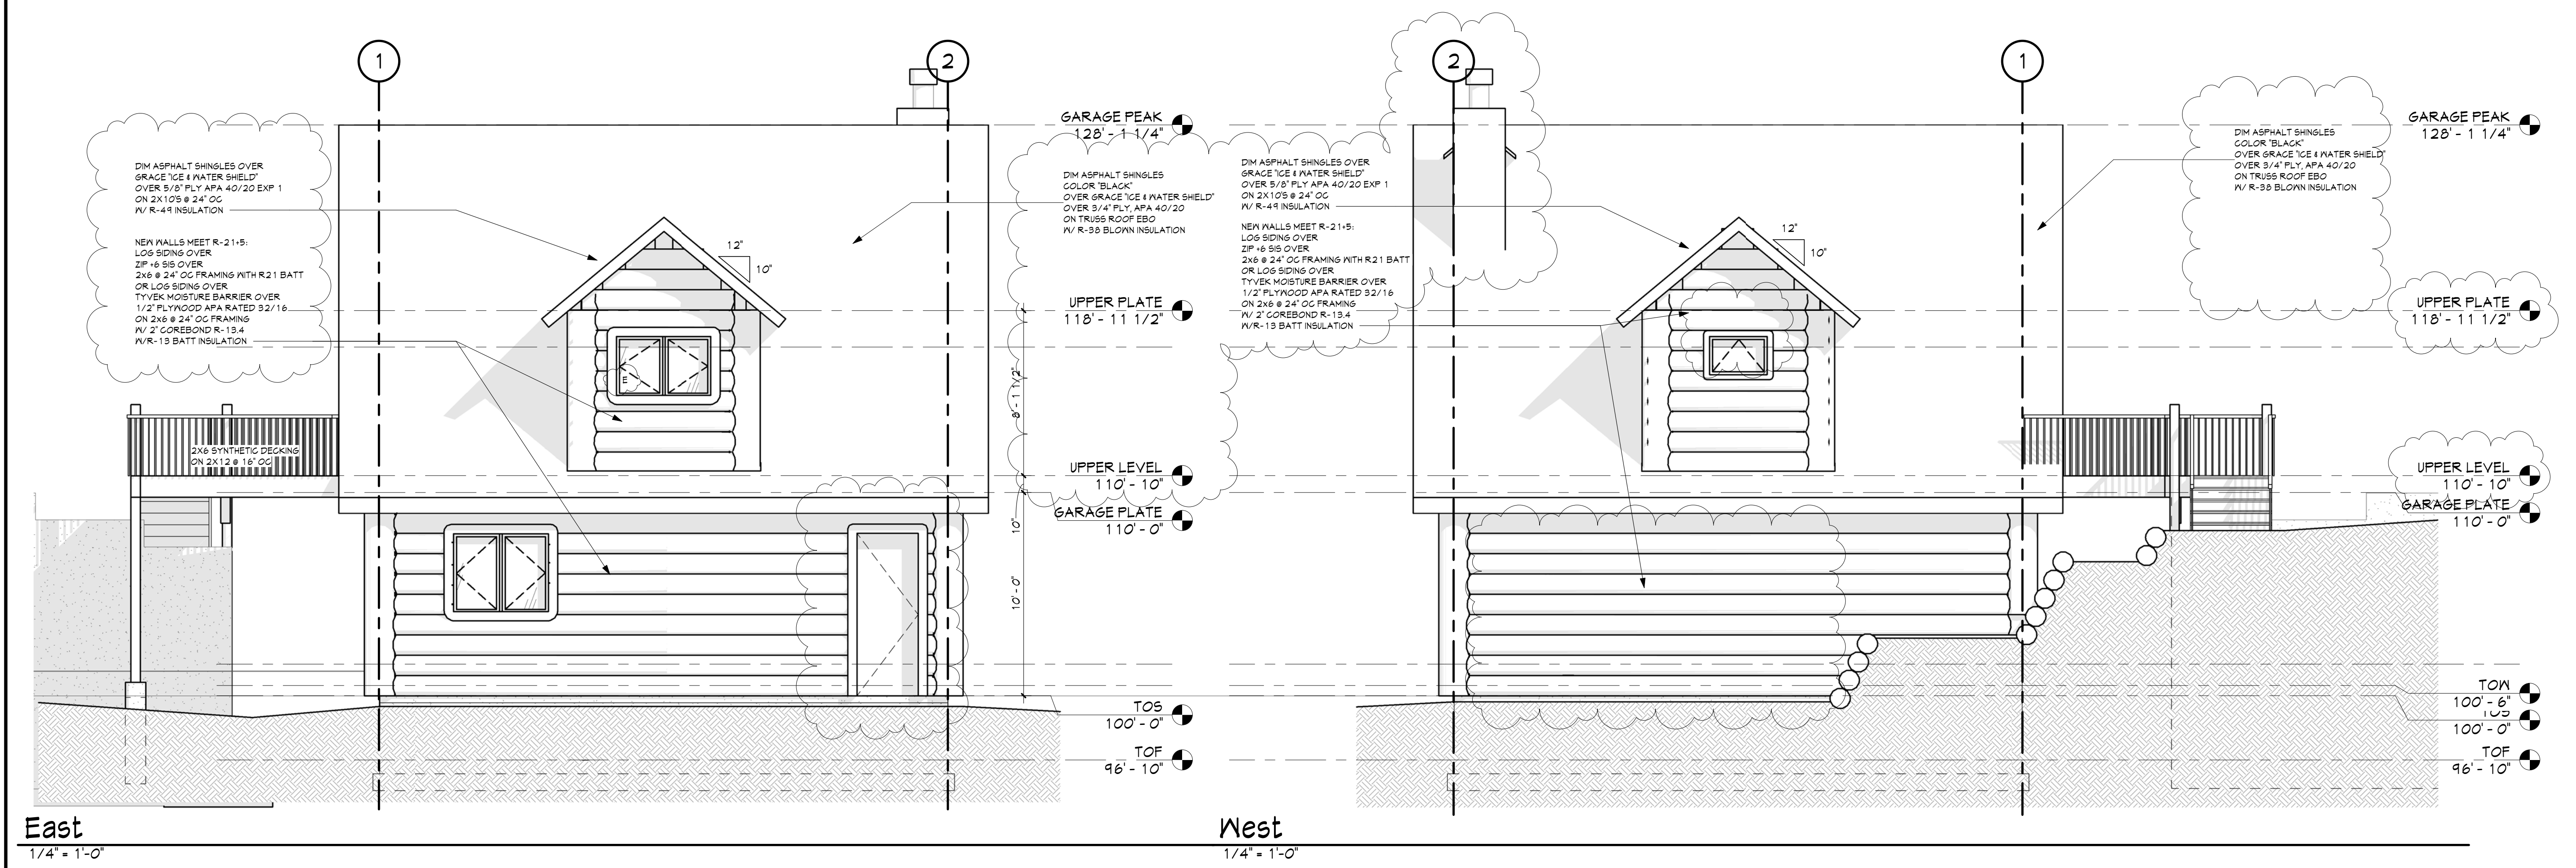 1
2
2
1
GARAGE PEAK
128' - 1 1/4"
GARAGE PEAK
128' - 1 1/4"
DIM ASPHALT SHINGLES OVER
GRACE "ICE & WATER SHIELD"
OVER 5/8" PLY APA 40/20 EXP 1
ON 2X10'S @ 24" OC
W/ R-49 INSULATION
NEW WALLS MEET R-21+5:
LOG SIDING OVER
ZIP +6 SIS OVER
2x6 @ 24" OC FRAMING WITH R21 BATT
OR LOG SIDING OVER
TYVEK MOISTURE BARRIER OVER
1/2" PLYWOOD APA RATED 32/16
ON 2x6 @ 24" OC FRAMING
W/ 2" COREBOND R-13.4
W/R-13 BATT INSULATION
12"
10"
E
DIM ASPHALT SHINGLES
COLOR "BLACK"
OVER GRACE "ICE & WATER SHIELD"
OVER 3/4" PLY, APA 40/20
ON TRUSS ROOF EBO
W/ R-38 BLOWN INSULATION
DIM ASPHALT SHINGLES OVER
GRACE "ICE & WATER SHIELD"
OVER 5/8" PLY APA 40/20 EXP 1
ON 2X10'S @ 24" OC
W/ R-49 INSULATION
NEW WALLS MEET R-21+5:
LOG SIDING OVER
ZIP +6 SIS OVER
2x6 @ 24" OC FRAMING WITH R21 BATT
OR LOG SIDING OVER
TYVEK MOISTURE BARRIER OVER
1/2" PLYWOOD APA RATED 32/16
ON 2x6 @ 24" OC FRAMING
W/ 2" COREBOND R-13.4
W/R-13 BATT INSULATION
12"
10"
DIM ASPHALT SHINGLES
COLOR "BLACK"
OVER GRACE "ICE & WATER SHIELD"
OVER 3/4" PLY, APA 40/20
ON TRUSS ROOF EBO
W/ R-38 BLOWN INSULATION
UPPER PLATE
118' - 11 1/2"
UPPER PLATE
118' - 11 1/2"
8' - 1 1/2"
2X6 SYNTHETIC DECKING
ON 2X12 @ 16" OC
UPPER LEVEL
110' - 10"
UPPER LEVEL
110' - 10"
GARAGE PLATE
110' - 0"
GARAGE PLATE
110' - 0"
10"
10' - 0"
TOS
100' - 0"
TOW
100' - 6"
TOS
100' - 0"
TOF
96' - 10"
TOF
96' - 10"
East
1/4" = 1'-0"
West
1/4" = 1'-0"